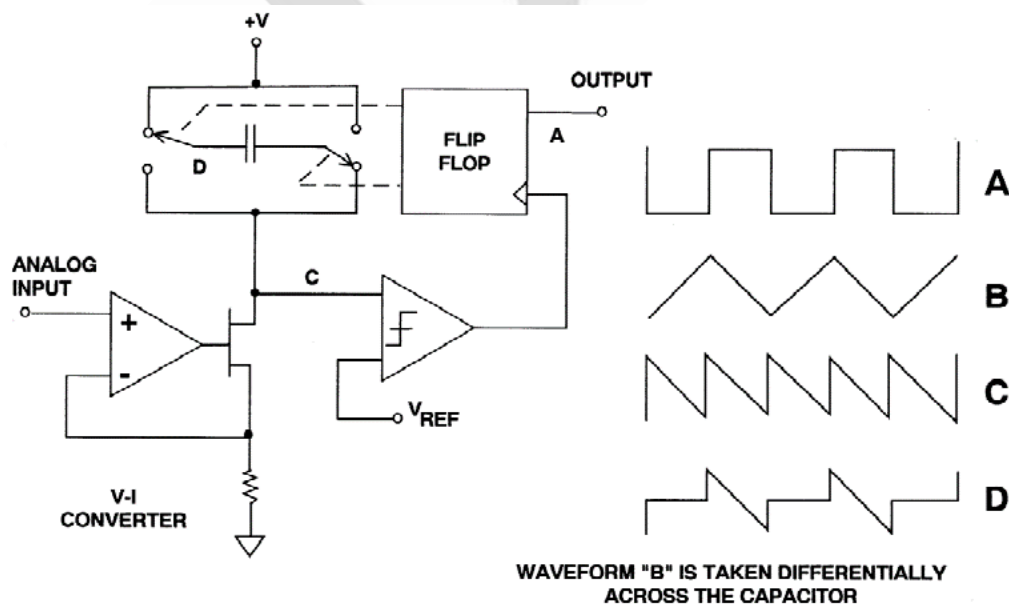 +V
OUTPUT
A
FLIP
FLOP
D
ANALOG
INPUT
C
+
-
VREF
V-I
CONVERTER
A
B
C
D
WAVEFORM "B" IS TAKEN DIFFERENTIALLY
ACROSS THE CAPACITOR